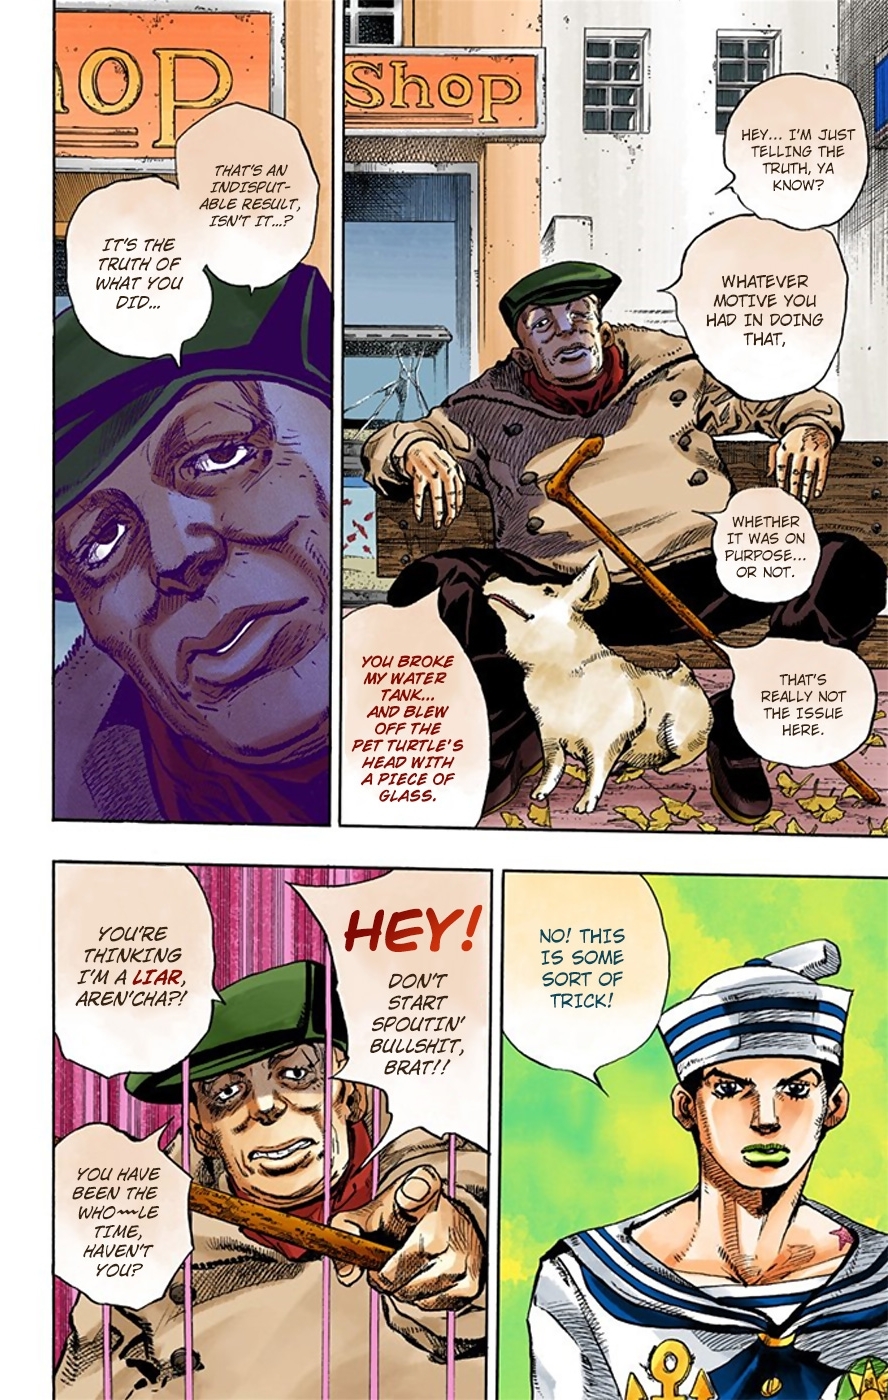 Shop
HEY... I'M JUST
TELLING THE
TRUTH, YA
KNOW?
WHATEVER
MOTIVE YOU
HAD IN DOING
THAT,
WHETHER
IT WAS ON
PURPOSE...
OR NOT.
THAT'S
REALLY NOT
THE ISSUE
HERE.
YOU BROKE
MY WATER
TANK...
AND BLEW
OFF THE
PET TURTLE'S
HEAD WITH
A PIECE OF
GLASS.
hop
THAT'S AN
INDISPUT-
ABLE RESULT,
ISN'T IT...?
IT'S THE
TRUTH OF
WHAT YOU
DID...
NO! THIS
IS SOME
SORT OF
TRICK!
HEY!
DON'T
START
SPOUTIN'
BULLSHIT,
BRAT!!
YOU'RE
THINKING
I'M A LIAR,
AREN'CHA?!
YOU HAVE
BEEN THE
WHO~~LE
TIME,
HAVEN'T
YOU?